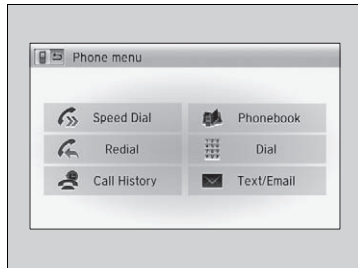 Phone menu
Speed Dial
Phonebook
Redial
Dial
Call History
Text/Email